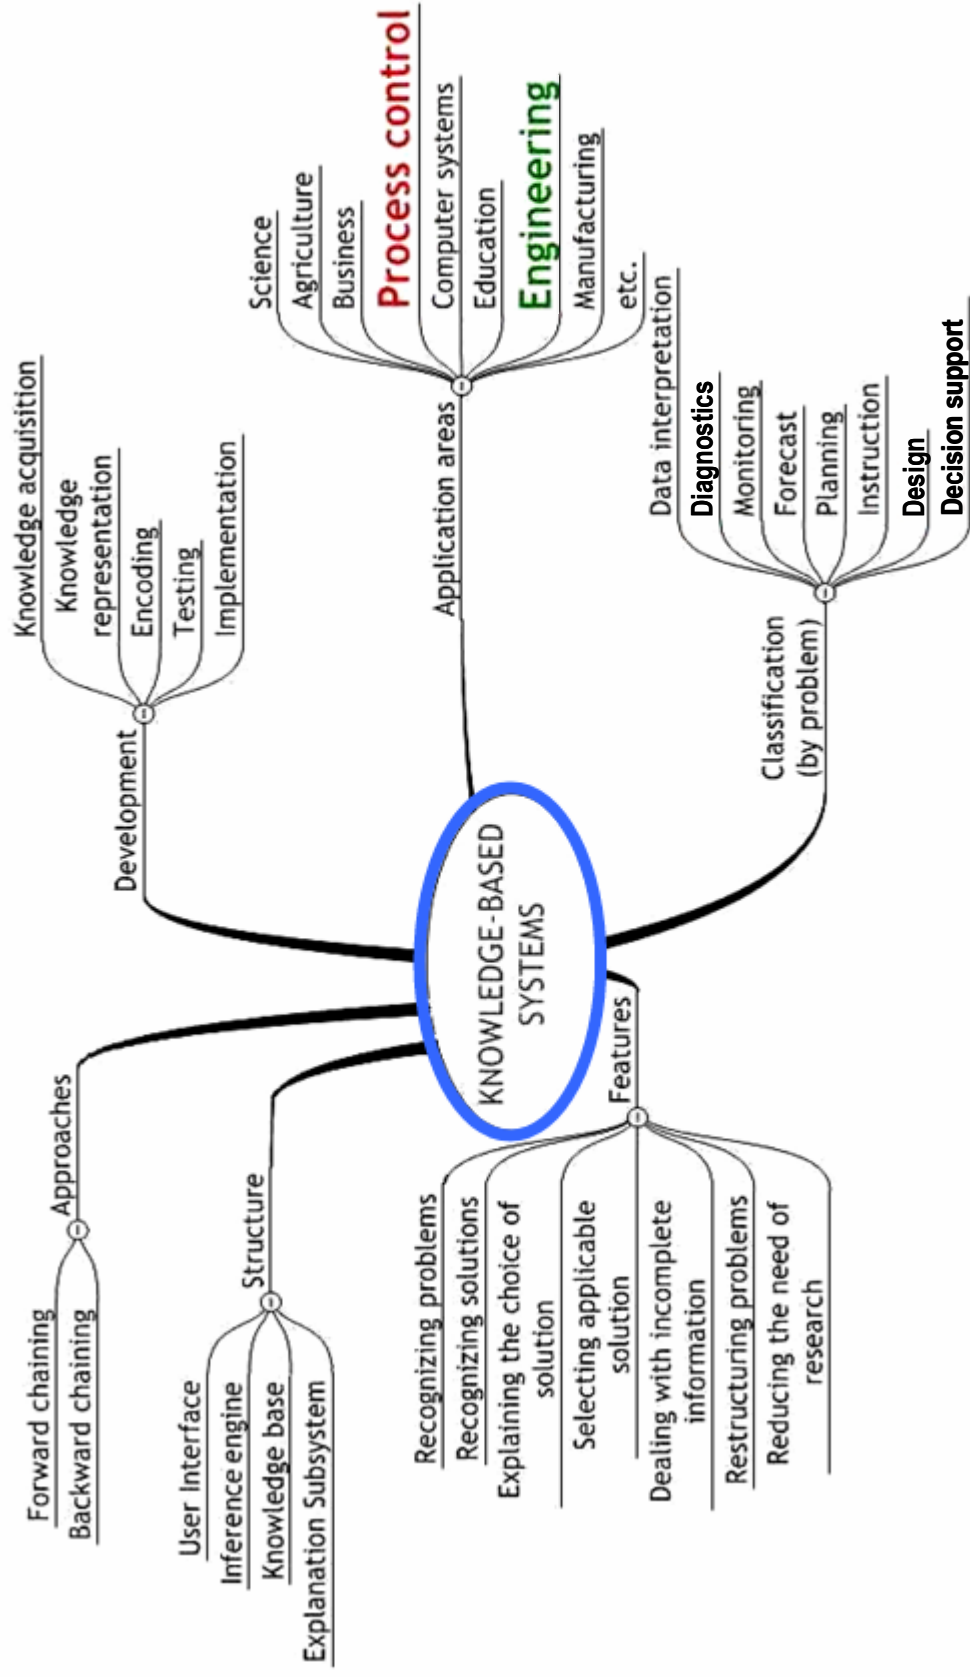 KNOWLEDGE-BASED
SYSTEMS
Approaches
Forward chaining
Backward chaining
Structure
User Interface
Inference engine
Knowledge base
Explanation Subsystem
Features
Recognizing problems
Recognizing solutions
Explaining the choice of
solution
Selecting applicable
solution
Dealing with incomplete
information
Restructuring problems
Reducing the need of
research
Development
Knowledge acquisition
Knowledge
representation
Encoding
Testing
Implementation
Application areas
Science
Agriculture
Business
Process control
Computer systems
Education
Engineering
Manufacturing
etc.
Classification
(by problem)
Data interpretation
Diagnostics
Monitoring
Forecast
Planning
Instruction
Design
Decision support